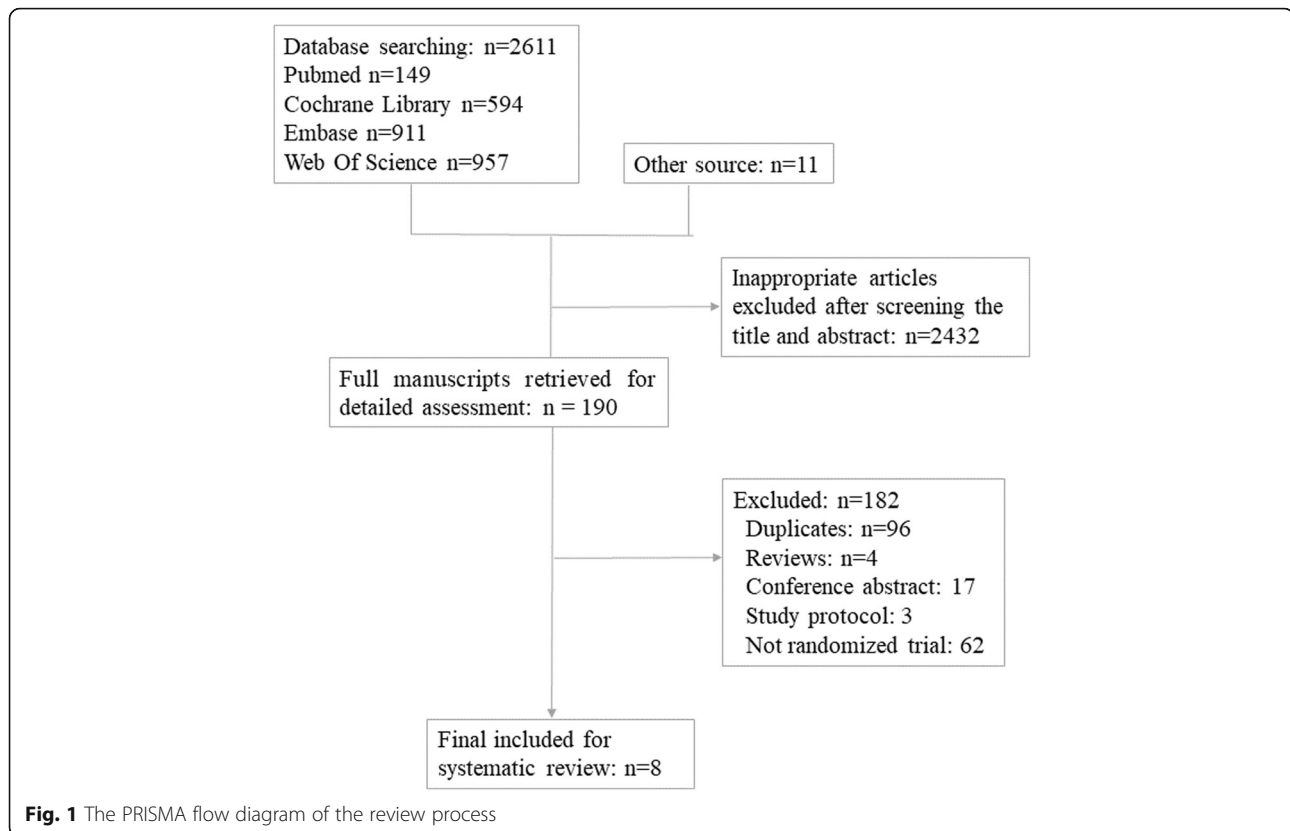 Database searching: n=2611
Pubmed n=149
Cochrane Library n=594
Embase n=911
Web Of Science n=957
Other source: n=11
Inappropriate articles
excluded after screening the
title and abstract: n=2432
Full manuscripts retrieved for
detailed assessment: n = 190
Excluded: n=182
Duplicates: n=96
Reviews: n=4
Conference abstract: 17
Study protocol: 3
Not randomized trial: 62
Final included for
systematic review: n=8
Fig. 1 The PRISMA flow diagram of the review process